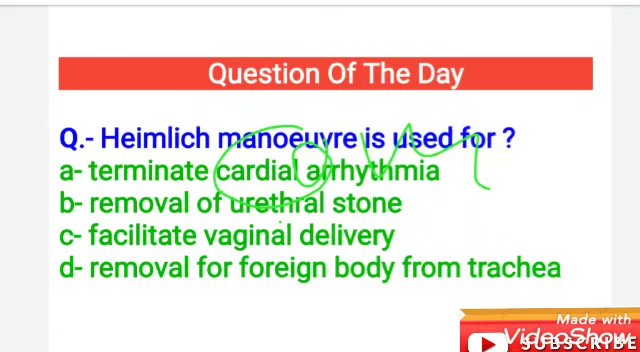 Question Of The Day
Q.- Heimlich manoeuvre is used for ?
a- terminate cardial arrhythmia
b- removal of urethral stone
c- facilitate vaginal delivery
d- removal for foreign body from trachea
Made with
VideoShow
SUBSCRIBE